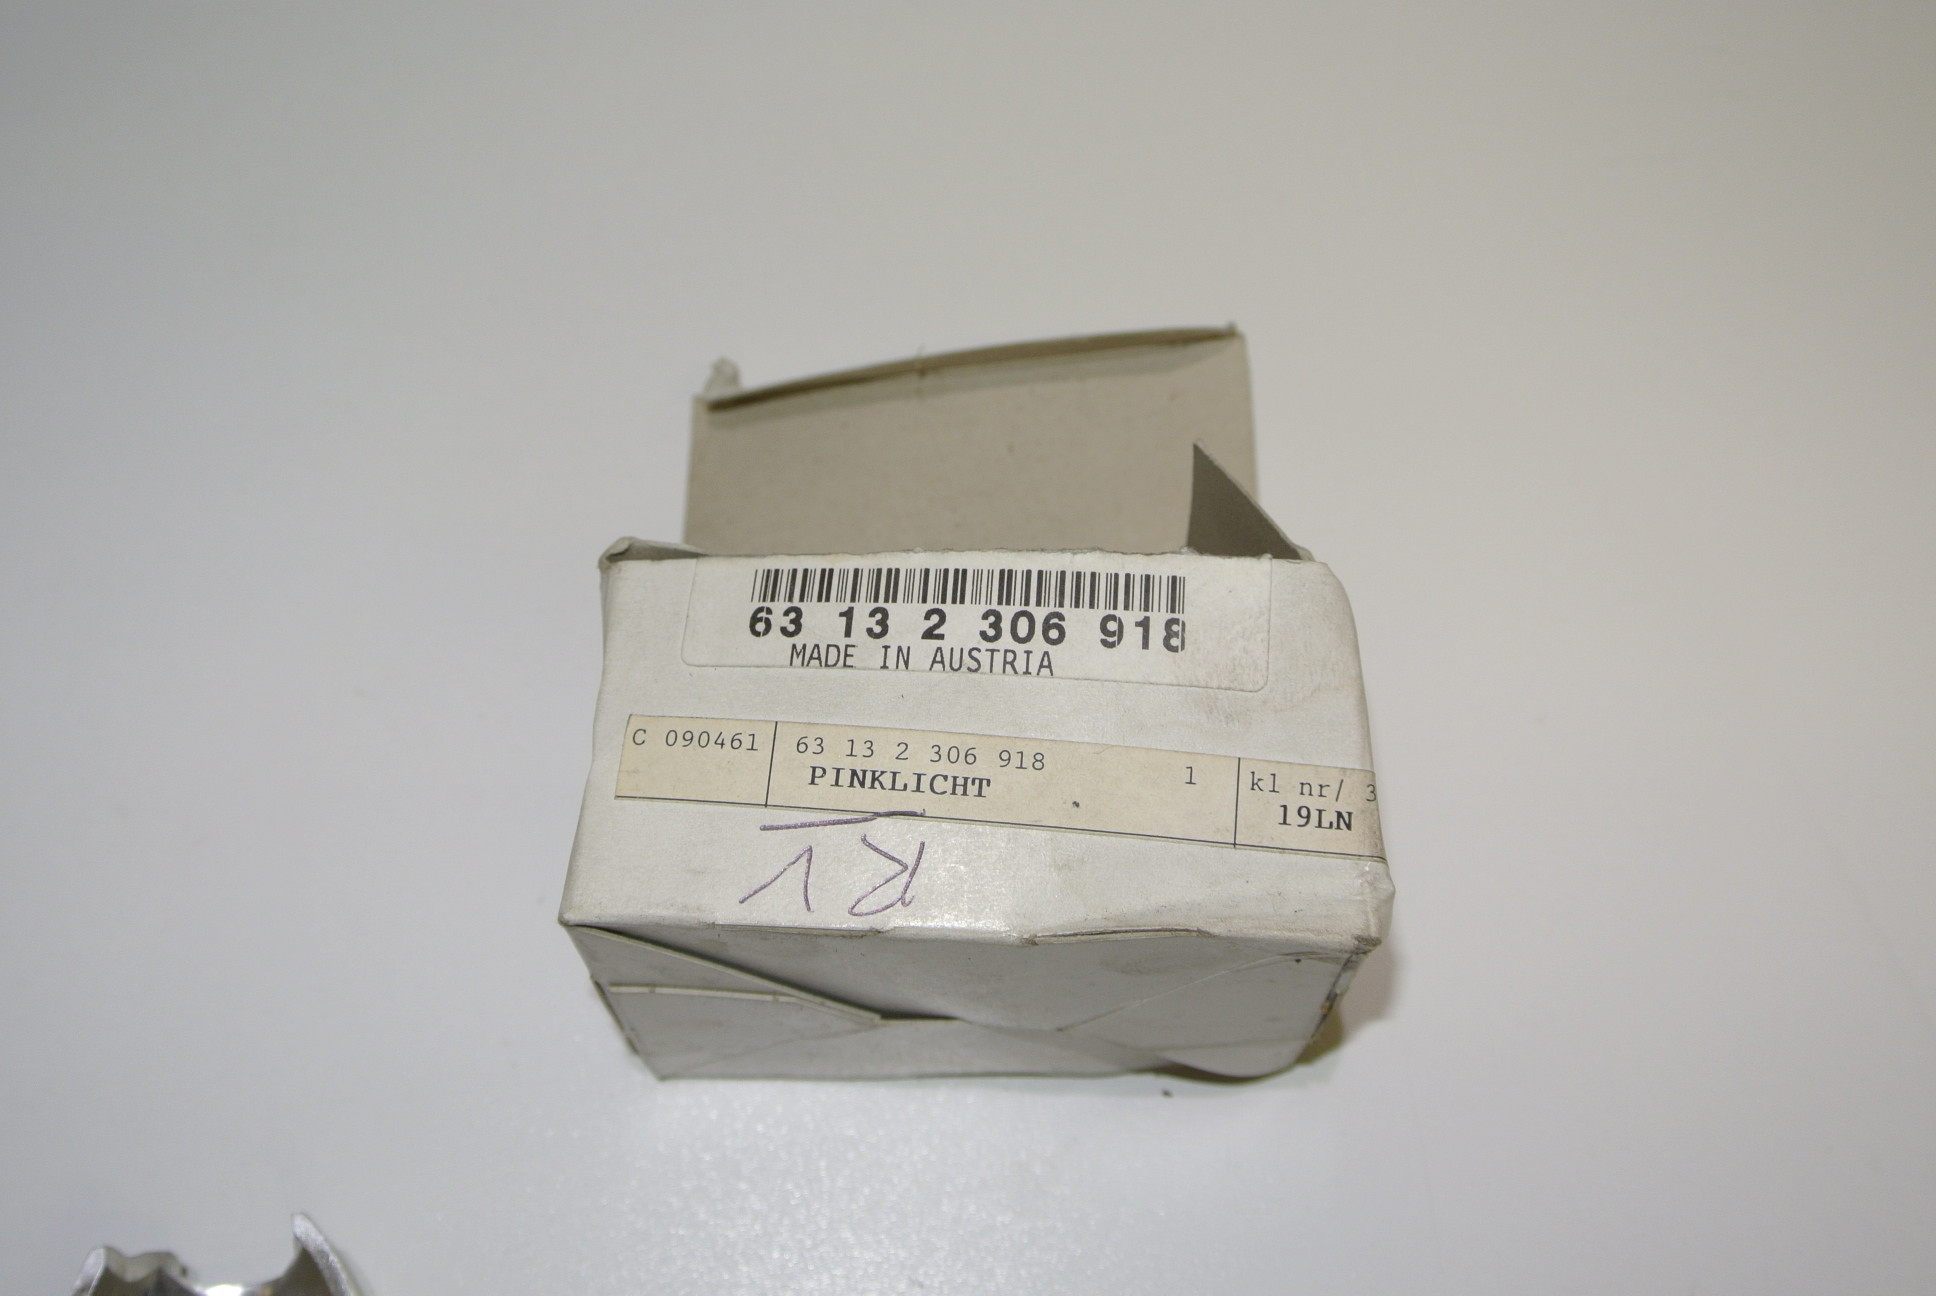 63 13 2 306 918
MADE IN AUSTRIA
C 090461 63 13 2 306 918 1 kl nr/ 3
PINKLICHT 19LN
RV